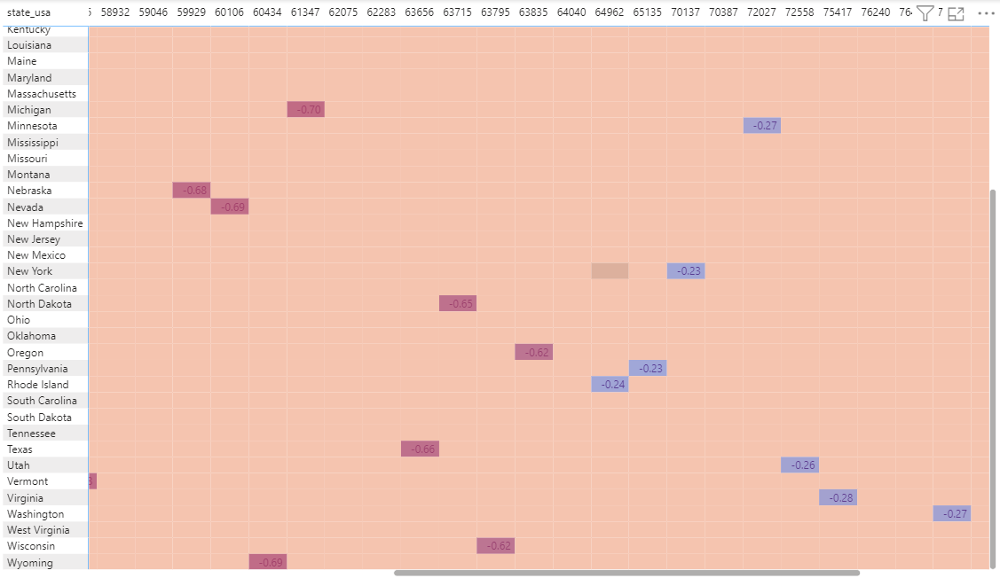 state_usa 58932 59046 59929 60106 60434 61347 62075 62283 63656 63715 63795 63835 64040 64962 65135 70137 70387 72027 72558 75417 76240
Kentucky
Louisiana
Maine
Maryland
Massachusetts
Michigan -0.70
Minnesota -0.27
Mississippi
Missouri
Montana
Nebraska -0.68
Nevada -0.69
New Hampshire
New Jersey
New Mexico
New York -0.23
North Carolina
North Dakota -0.65
Ohio
Oklahoma
Oregon -0.62
Pennsylvania -0.23
Rhode Island -0.24
South Carolina
South Dakota
Tennessee
Texas -0.66
Utah -0.26
Vermont
Virginia -0.28
Washington -0.27
West Virginia
Wisconsin -0.62
Wyoming -0.69